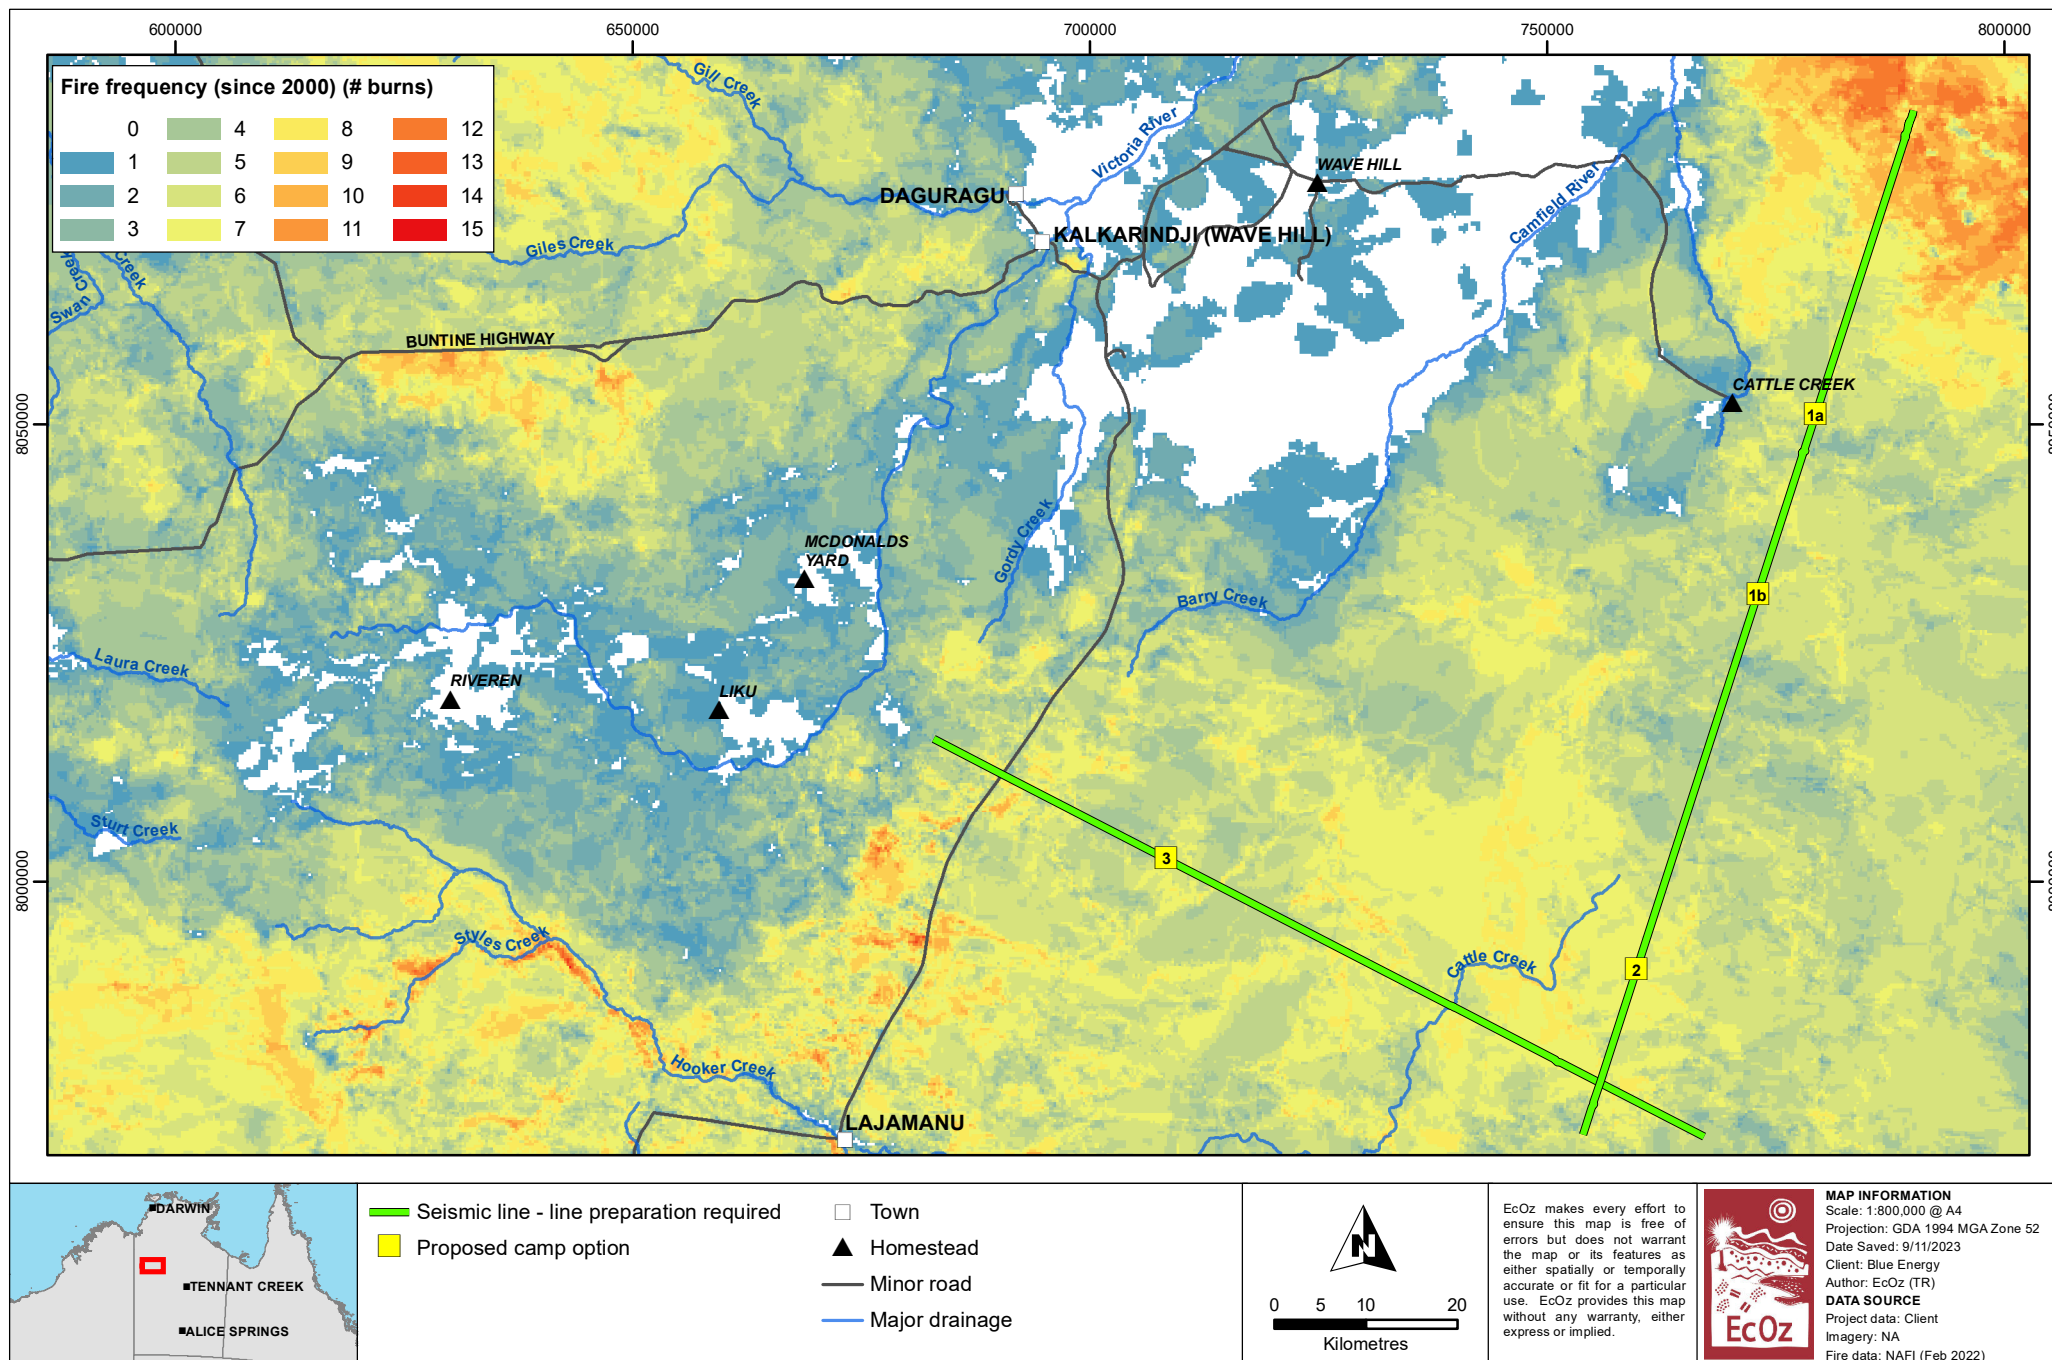 600000
650000
700000
750000
800000
Fire frequency (since 2000) (# burns)
0 4 8 12
1 5 9 13
2 6 10 14
3 7 11 15
Gill Creek
Victoria River
WAVE HILL
DAGURAGU
KALKARINDJI (WAVE HILL)
Camfield River
Giles Creek
Creek
Creek
Swan
BUNTINE HIGHWAY
CATTLE CREEK
1a
8050000
MCDONALDS
YARD
Gordy Creek
Barry Creek
1b
Laura Creek
RIVEREN
LIKU
Sturt Creek
3
8000000
Styles Creek
Cattle Creek
2
Hooker Creek
LAJAMANU
DARWIN
TENNANT CREEK
ALICE SPRINGS
Seismic line - line preparation required
Proposed camp option
Town
Homestead
Minor road
Major drainage
N
0 5 10 20
Kilometres
EcOz makes every effort to
ensure this map is free of
errors but does not warrant
the map or its features as
either spatially or temporally
accurate or fit for a particular
use. EcOz provides this map
without any warranty, either
express or implied.
EcOz
MAP INFORMATION
Scale: 1:800,000 @ A4
Projection: GDA 1994 MGA Zone 52
Date Saved: 9/11/2023
Client: Blue Energy
Author: EcOz (TR)
DATA SOURCE
Project data: Client
Imagery: NA
Fire data: NAFI (Feb 2022)